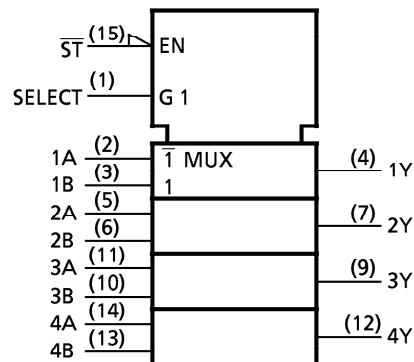 S̅T̅ (15) EN
SELECT (1) G 1
1A (2) 1̅ MUX (4) 1Y
1B (3) 1
2A (5) (7) 2Y
2B (6)
3A (11) (9) 3Y
3B (10)
4A (14) (12) 4Y
4B (13)